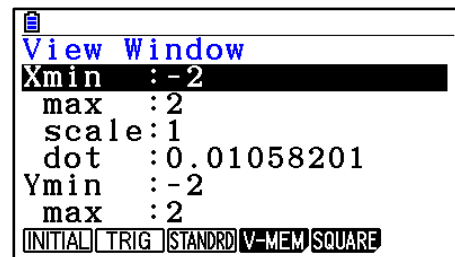 View Window
Xmin :-2
max :2
scale:1
dot :0.01058201
Ymin :-2
max :2
INITIAL TRIG STANDRD V-MEM SQUARE